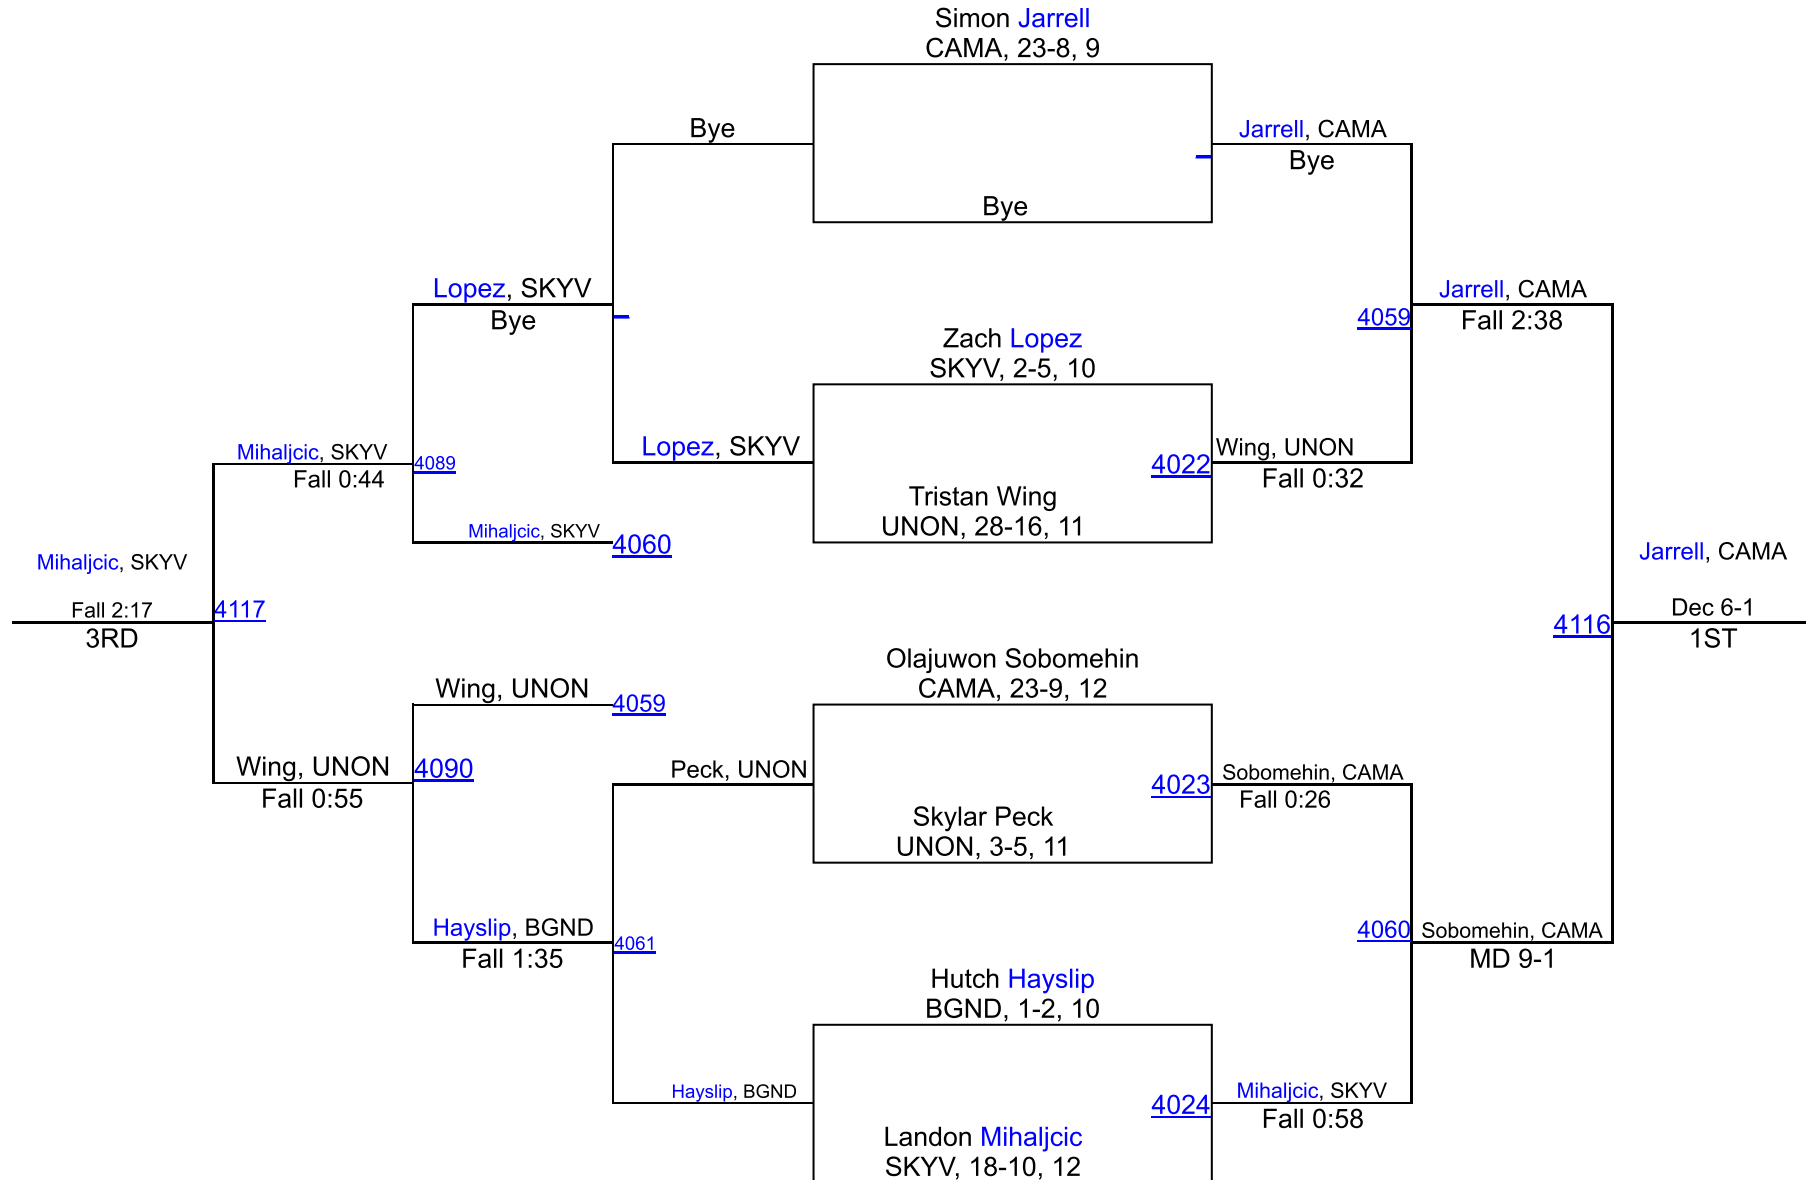 Simon Jarrell
CAMA, 23-8, 9
Bye
Jarrell, CAMA
Bye
Bye
Lopez, SKYV
Bye
Jarrell, CAMA
4059
Fall 2:38
Zach Lopez
SKYV, 2-5, 10
Lopez, SKYV
Wing, UNON
4022
Fall 0:32
Mihaljcic, SKYV
4089
Fall 0:44
Tristan Wing
UNON, 28-16, 11
Mihaljcic, SKYV
4060
Mihaljcic, SKYV
Fall 2:17
3RD
4117
Jarrell, CAMA
Dec 6-1
1ST
4116
Olajuwon Sobomehin
CAMA, 23-9, 12
Wing, UNON
4059
Wing, UNON
4090
Fall 0:55
Peck, UNON
4023
Sobomehin, CAMA
Fall 0:26
Skylar Peck
UNON, 3-5, 11
Hayslip, BGND
4061
Fall 1:35
4060
Sobomehin, CAMA
MD 9-1
Hutch Hayslip
BGND, 1-2, 10
Hayslip, BGND
4024
Mihaljcic, SKYV
Fall 0:58
Landon Mihaljcic
SKYV, 18-10, 12